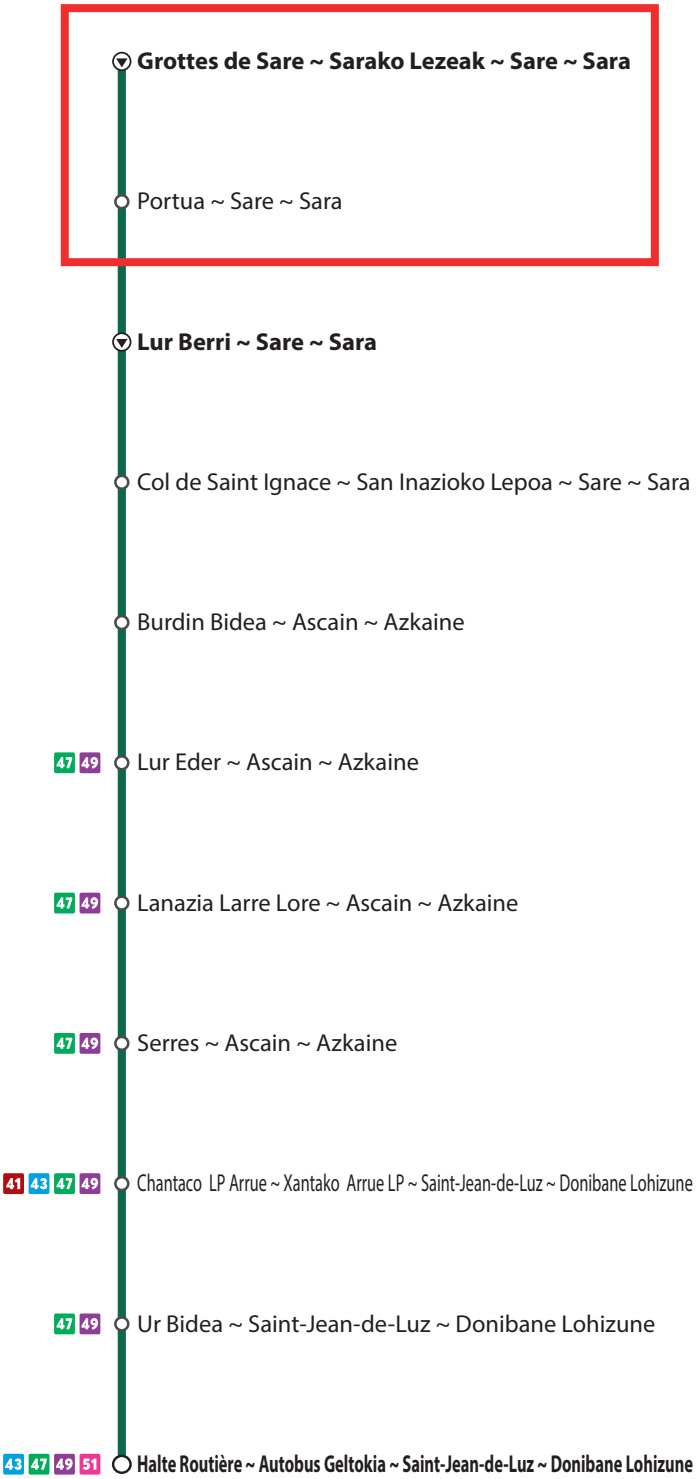 Grottes de Sare ~ Sarako Lezeak ~ Sare ~ Sara
Portua ~ Sare ~ Sara
Lur Berri ~ Sare ~ Sara
Col de Saint Ignace ~ San Inazioko Lepoa ~ Sare ~ Sara
Burdin Bidea ~ Ascain ~ Azkaine
47 49 Lur Eder ~ Ascain ~ Azkaine
47 49 Lanazia Larre Lore ~ Ascain ~ Azkaine
47 49 Serres ~ Ascain ~ Azkaine
41 43 47 49 Chantaco LP Arrue ~ Xantako Arrue LP ~ Saint-Jean-de-Luz ~ Donibane Lohizune
47 49 Ur Bidea ~ Saint-Jean-de-Luz ~ Donibane Lohizune
43 47 49 51 Halte Routière ~ Autobus Geltokia ~ Saint-Jean-de-Luz ~ Donibane Lohizune